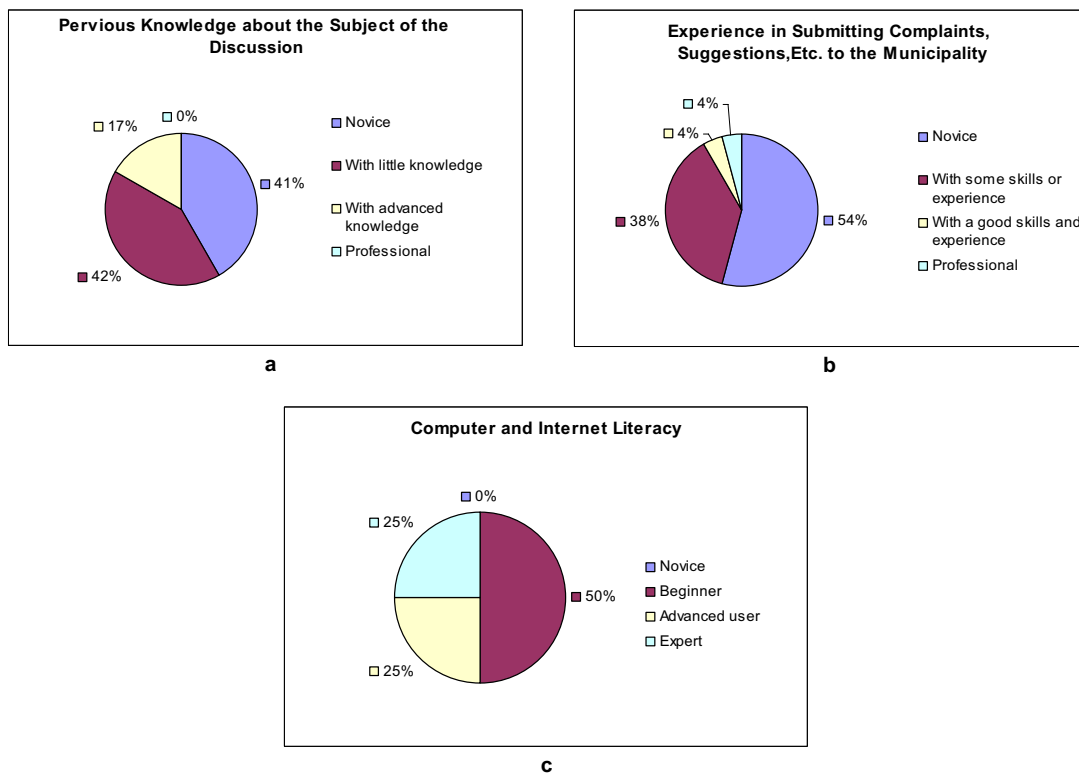 Pervious Knowledge about the Subject of the
Discussion
0%
17%
41%
42%
Novice
With little knowledge
With advanced
knowledge
Professional
a
Experience in Submitting Complaints,
Suggestions,Etc. to the Municipality
4%
4%
38%
54%
Novice
With some skills or
experience
With a good skills and
experience
Professional
b
Computer and Internet Literacy
0%
25%
50%
25%
Novice
Beginner
Advanced user
Expert
c